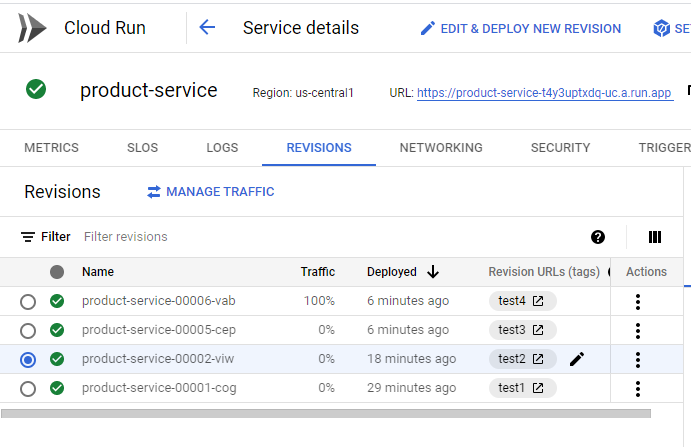 Cloud Run Service details EDIT & DEPLOY NEW REVISION SE
product-service Region: us-central1 URL: https://product-service-t4y3uptxdq-uc.a.run.app
METRICS SLOS LOGS REVISIONS NETWORKING SECURITY TRIGGER
Revisions MANAGE TRAFFIC
Filter Filter revisions
Name Traffic Deployed Revision URLs (tags) Actions
product-service-00006-vab 100% 6 minutes ago test4
product-service-00005-cep 0% 6 minutes ago test3
product-service-00002-viw 0% 18 minutes ago test2
product-service-00001-cog 0% 29 minutes ago test1